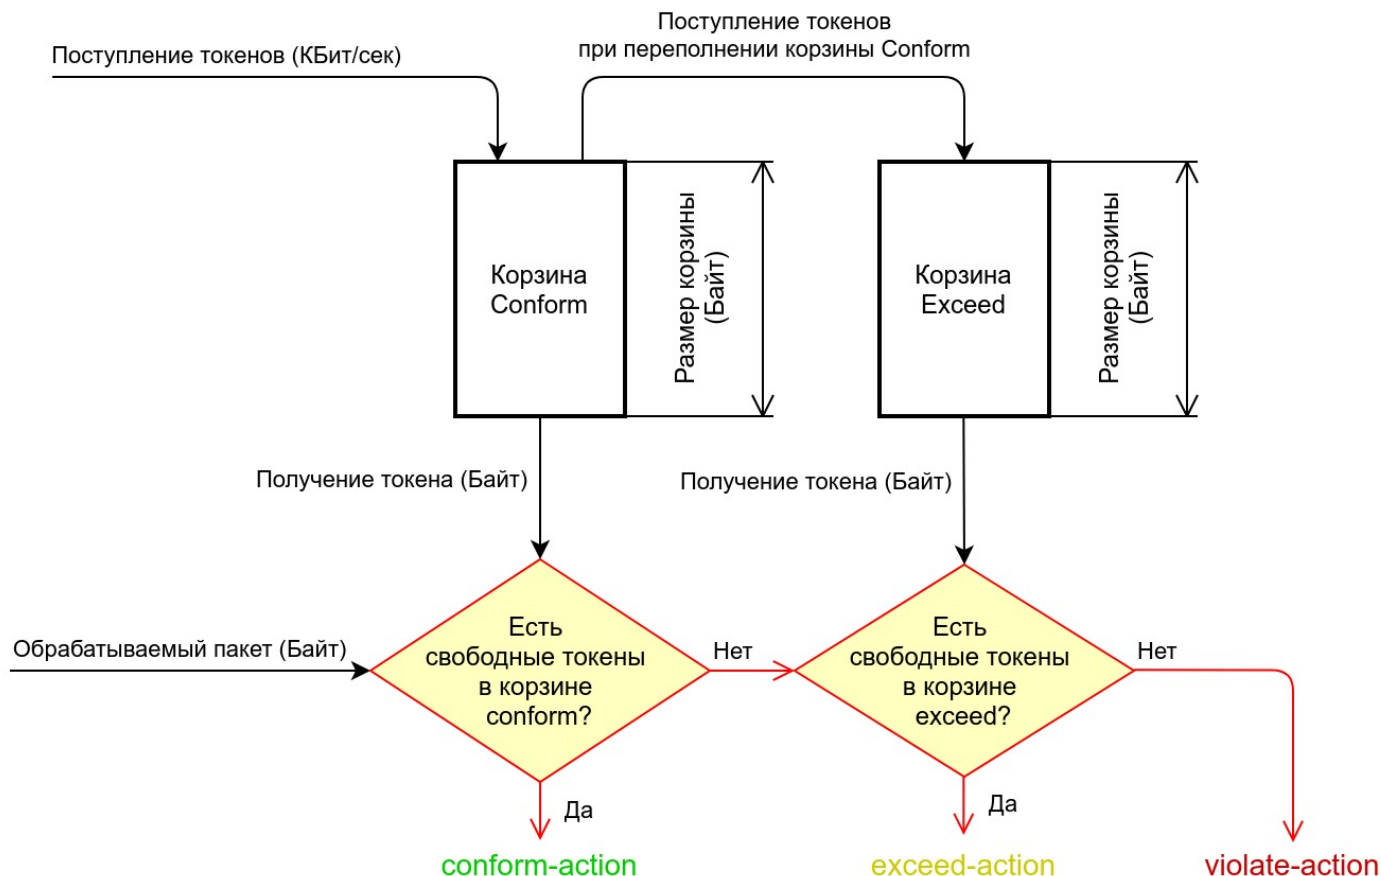 Поступление токенов
при переполнении корзины Conform
Поступление токенов (КБит/сек)
Корзина
Conform
Размер корзины
(Байт)
Корзина
Exceed
Размер корзины
(Байт)
Получение токена (Байт)
Получение токена (Байт)
Обрабатываемый пакет (Байт)
Есть
свободные токены
в корзине
conform?
Нет
Есть
свободные токены
в корзине
exceed?
Нет
Да
Да
conform-action
exceed-action
violate-action